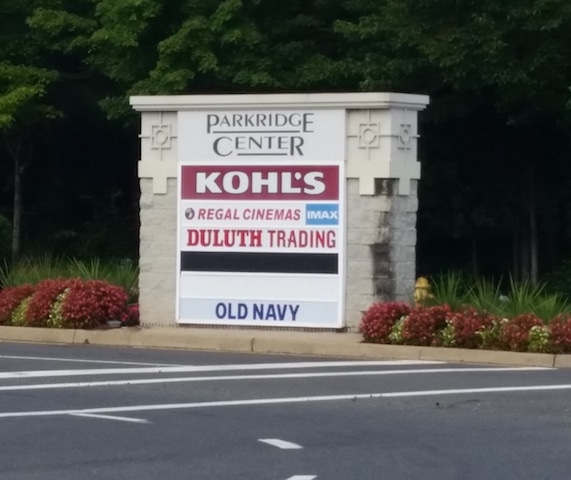 PARKRIDGE
CENTER
KOHL'S
REGAL CINEMAS IMAX
DULUTH TRADING
OLD NAVY